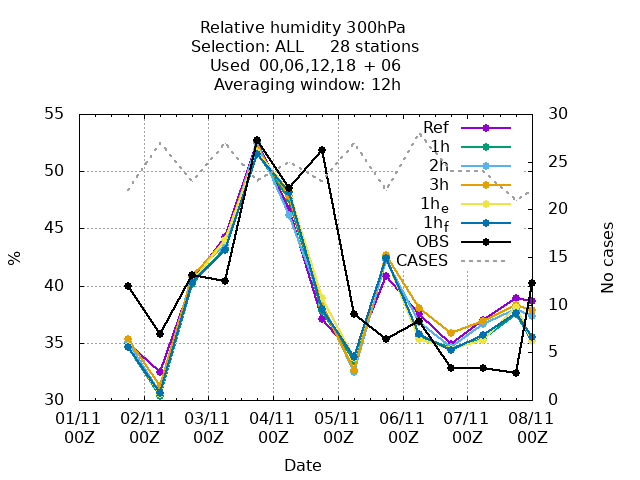 Relative humidity 300hPa
Selection: ALL 28 stations
Used 00,06,12,18 + 06
Averaging window: 12h
55
50
45
40
35
30
%
30
25
20
15
10
5
0
No cases
Ref
1h
2h
3h
1he
1hf
OBS
CASES
01/11 02/11 03/11 04/11 05/11 06/11 07/11 08/11
00Z 00Z 00Z 00Z 00Z 00Z 00Z 00Z
Date